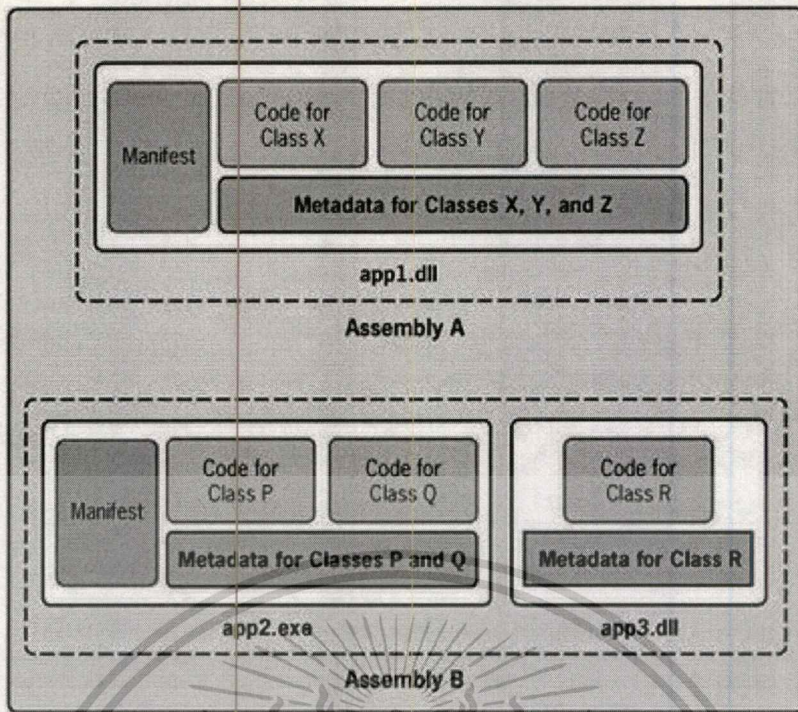 Manifest
Code for
Class X
Code for
Class Y
Code for
Class Z
Metadata for Classes X, Y, and Z
app1.dll
Assembly A
Manifest
Code for
Class P
Code for
Class Q
Metadata for Classes P and Q
app2.exe
Code for
Class R
Metadata for Class R
app3.dll
Assembly B